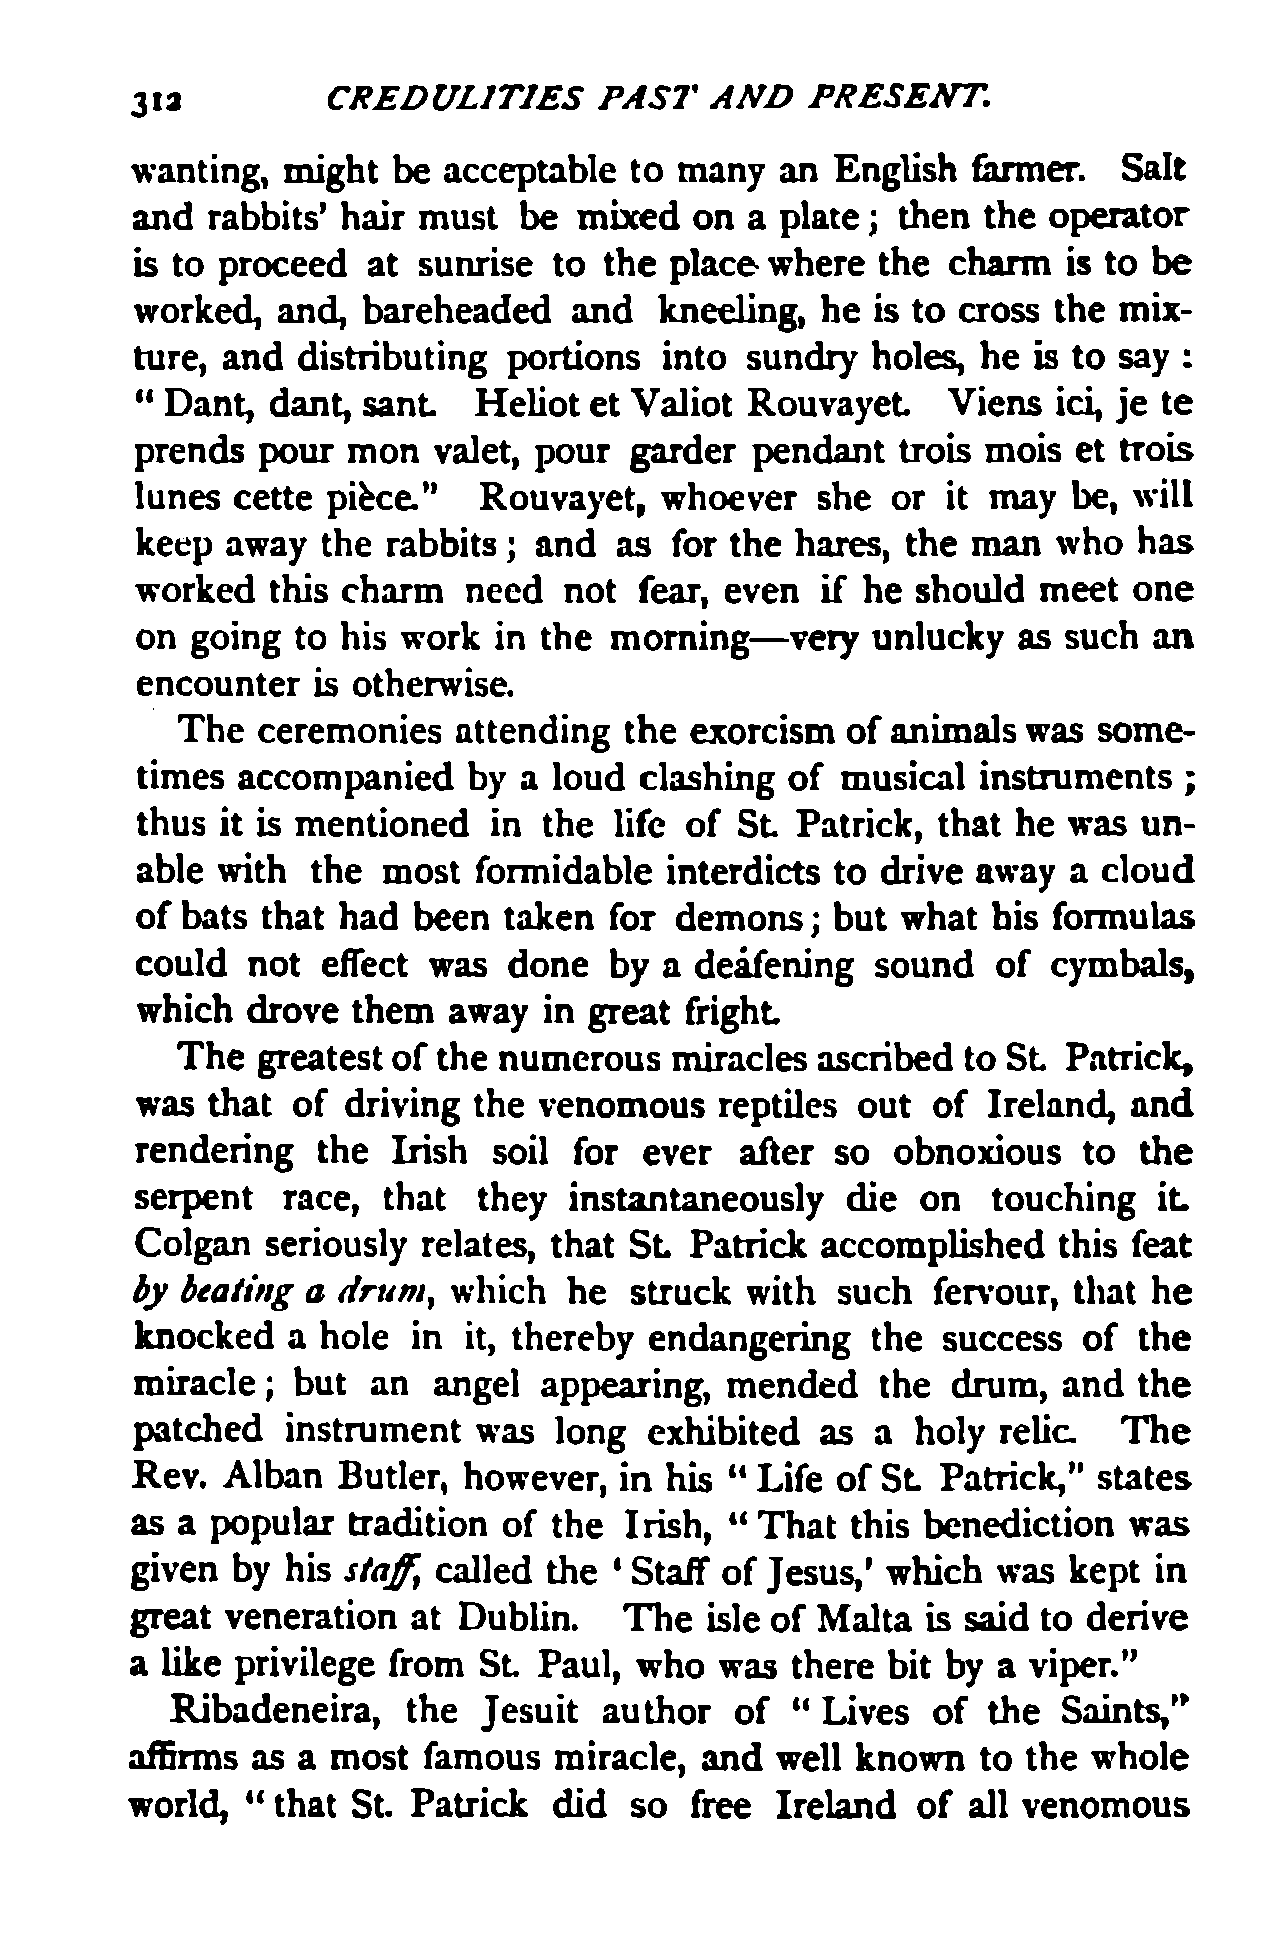 312 CREDULITIES PAST AND PRESENT.
wanting, might be acceptable to many an English farmer. Salt
and rabbits' hair must be mixed on a plate; then the operator
is to proceed at sunrise to the place where the charm is to be
worked, and, bareheaded and kneeling, he is to cross the mix-
ture, and distributing portions into sundry holes, he is to say :
" Dant, dant, sant. Heliot et Valiot Rouvayet. Viens ici, je te
prends pour mon valet, pour garder pendant trois mois et trois
lunes cette pièce." Rouvayet, whoever she or it may be, will
keep away the rabbits; and as for the hares, the man who has
worked this charm need not fear, even if he should meet one
on going to his work in the morning—very unlucky as such an
encounter is otherwise.
The ceremonies attending the exorcism of animals was some-
times accompanied by a loud clashing of musical instruments ;
thus it is mentioned in the life of St. Patrick, that he was un-
able with the most formidable interdicts to drive away a cloud
of bats that had been taken for demons; but what his formulas
could not effect was done by a deafening sound of cymbals,
which drove them away in great fright.
The greatest of the numerous miracles ascribed to St. Patrick,
was that of driving the venomous reptiles out of Ireland, and
rendering the Irish soil for ever after so obnoxious to the
serpent race, that they instantaneously die on touching it.
Colgan seriously relates, that St. Patrick accomplished this feat
by beating a drum, which he struck with such fervour, that he
knocked a hole in it, thereby endangering the success of the
miracle; but an angel appearing, mended the drum, and the
patched instrument was long exhibited as a holy relic. The
Rev. Alban Butler, however, in his " Life of St. Patrick," states
as a popular tradition of the Irish, " That this benediction was
given by his staff, called the ' Staff of Jesus,' which was kept in
great veneration at Dublin. The isle of Malta is said to derive
a like privilege from St. Paul, who was there bit by a viper."
Ribadeneira, the Jesuit author of " Lives of the Saints,"
affirms as a most famous miracle, and well known to the whole
world, " that St. Patrick did so free Ireland of all venomous